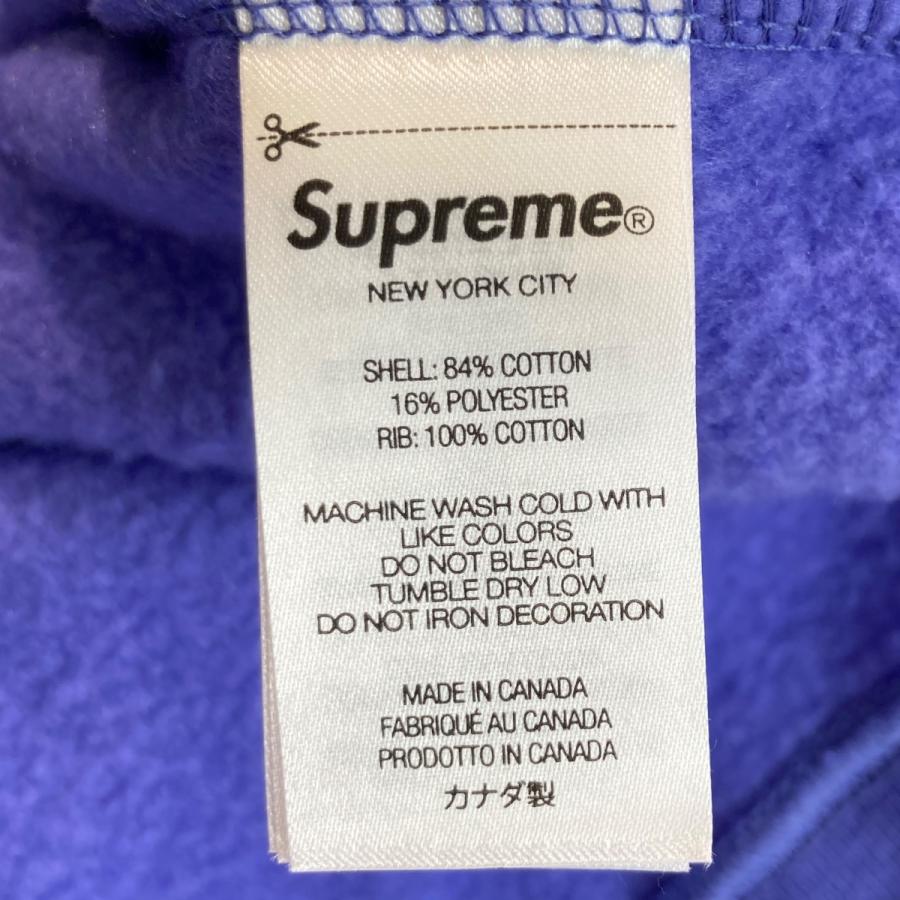 Supreme®
NEW YORK CITY
SHELL: 84% COTTON
16% POLYESTER
RIB: 100% COTTON
MACHINE WASH COLD WITH
LIKE COLORS
DO NOT BLEACH
TUMBLE DRY LOW
DO NOT IRON DECORATION
MADE IN CANADA
FABRIQUÉ AU CANADA
PRODOTTO IN CANADA
カナダ製